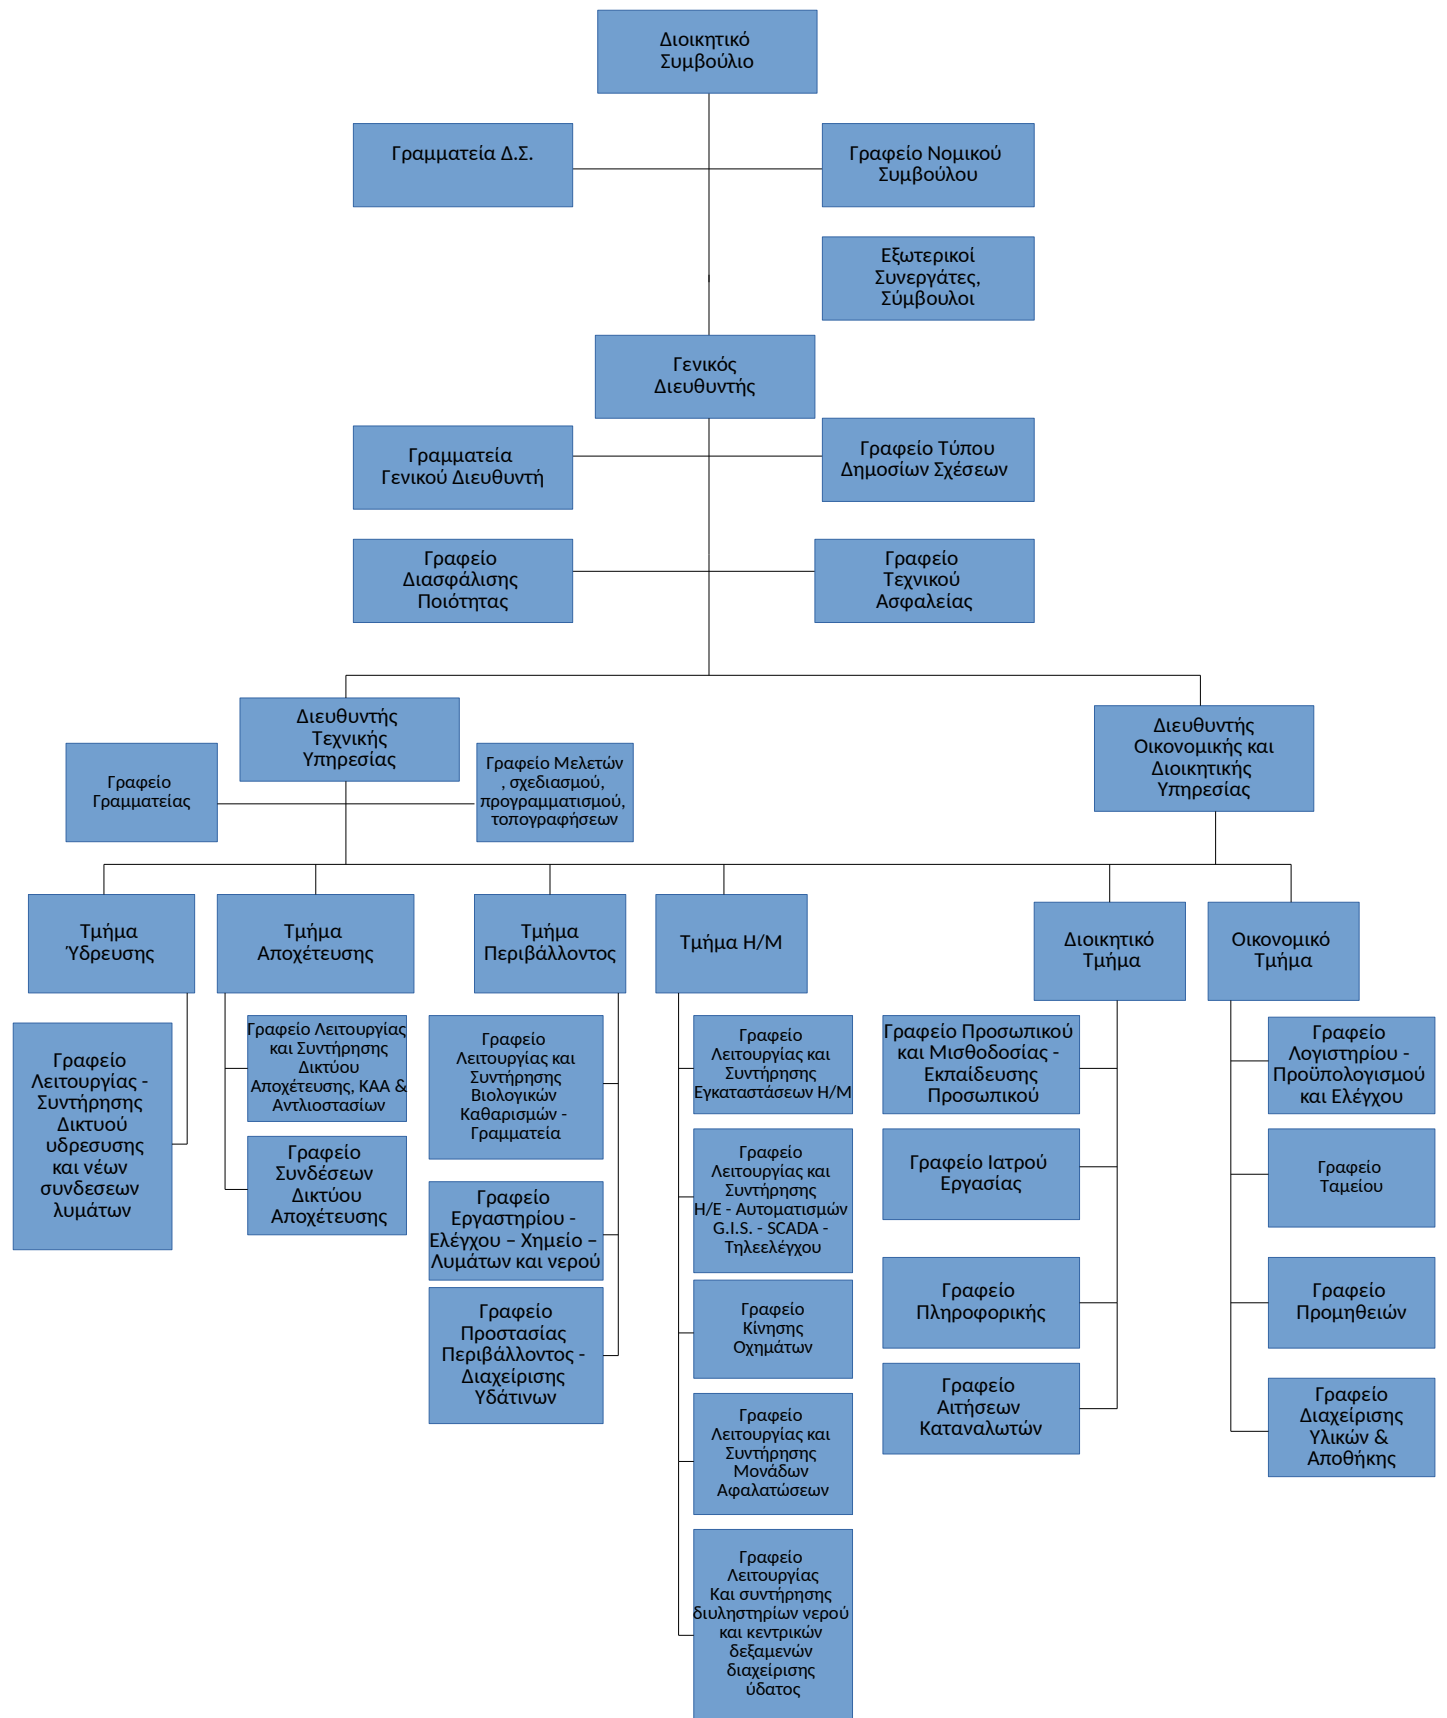 Διοικητικό
Συμβούλιο
Γραμματεία Δ.Σ.
Γραφείο Νομικού
Συμβούλου
Εξωτερικοί
Συνεργάτες,
Σύμβουλοι
Γενικός
Διευθυντής
Γραμματεία
Γενικού Διευθυντή
Γραφείο Τύπου
Δημοσίων Σχέσεων
Γραφείο
Διασφάλισης
Ποιότητας
Γραφείο
Τεχνικού
Ασφαλείας
Διευθυντής
Τεχνικής
Υπηρεσίας
Διευθυντής
Οικονομικής και
Διοικητικής
Υπηρεσίας
Γραφείο
Γραμματείας
Γραφείο Μελετών
, σχεδιασμού,
προγραμματισμού,
τοπογραφήσεων
Τμήμα
Ύδρευσης
Τμήμα
Αποχέτευσης
Τμήμα
Περιβάλλοντος
Τμήμα Η/Μ
Διοικητικό
Τμήμα
Οικονομικό
Τμήμα
Γραφείο
Λειτουργίας -
Συντήρησης
Δικτυού
υδρεσυσης
και νέων
συνδεσεων
λυμάτων
Γραφείο Λειτουργίας
και Συντήρησης
Δικτύου
Αποχέτευσης, ΚΑΑ &
Αντλιοστασίων
Γραφείο
Συνδέσεων
Δικτύου
Αποχέτευσης
Γραφείο
Λειτουργίας και
Συντήρησης
Βιολογικών
Καθαρισμών -
Γραμματεία
Γραφείο
Εργαστηρίου -
Ελέγχου – Χημείο –
Λυμάτων και νερού
Γραφείο
Προστασίας
Περιβάλλοντος -
Διαχείρισης
Υδάτινων
Γραφείο
Λειτουργίας και
Συντήρησης
Εγκαταστάσεων Η/Μ
Γραφείο
Λειτουργίας και
Συντήρησης
Η/Ε - Αυτοματισμών
G.I.S. - SCADA -
Τηλεελέγχου
Γραφείο
Κίνησης
Οχημάτων
Γραφείο
Λειτουργίας και
Συντήρησης
Μονάδων
Αφαλατώσεων
Γραφείο
Λειτουργίας
Και συντήρησης
διυληστηρίων νερού
και κεντρικών
δεξαμενών
διαχείρισης
ύδατος
Γραφείο Προσωπικού
και Μισθοδοσίας -
Εκπαίδευσης
Προσωπικού
Γραφείο Ιατρού
Εργασίας
Γραφείο
Πληροφορικής
Γραφείο
Αιτήσεων
Καταναλωτών
Γραφείο
Λογιστηρίου -
Προϋπολογισμού
και Ελέγχου
Γραφείο
Ταμείου
Γραφείο
Προμηθειών
Γραφείο
Διαχείρισης
Υλικών &
Αποθήκης